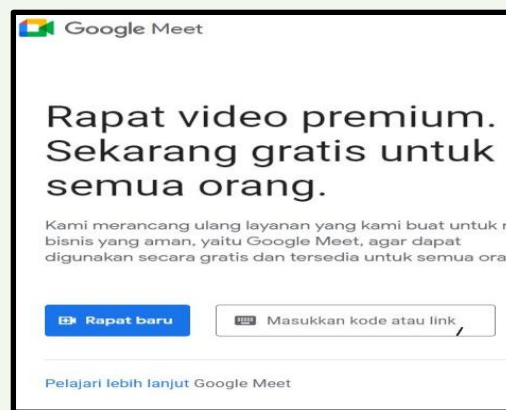 Google Meet
Rapat video premium.
Sekarang gratis untuk
semua orang.
Kami merancang ulang layanan yang kami buat untuk
bisnis yang aman, yaitu Google Meet, agar dapat
digunakan secara gratis dan tersedia untuk semua
Rapat baru
Masukkan kode atau link
Pelajari lebih lanjut Google Meet